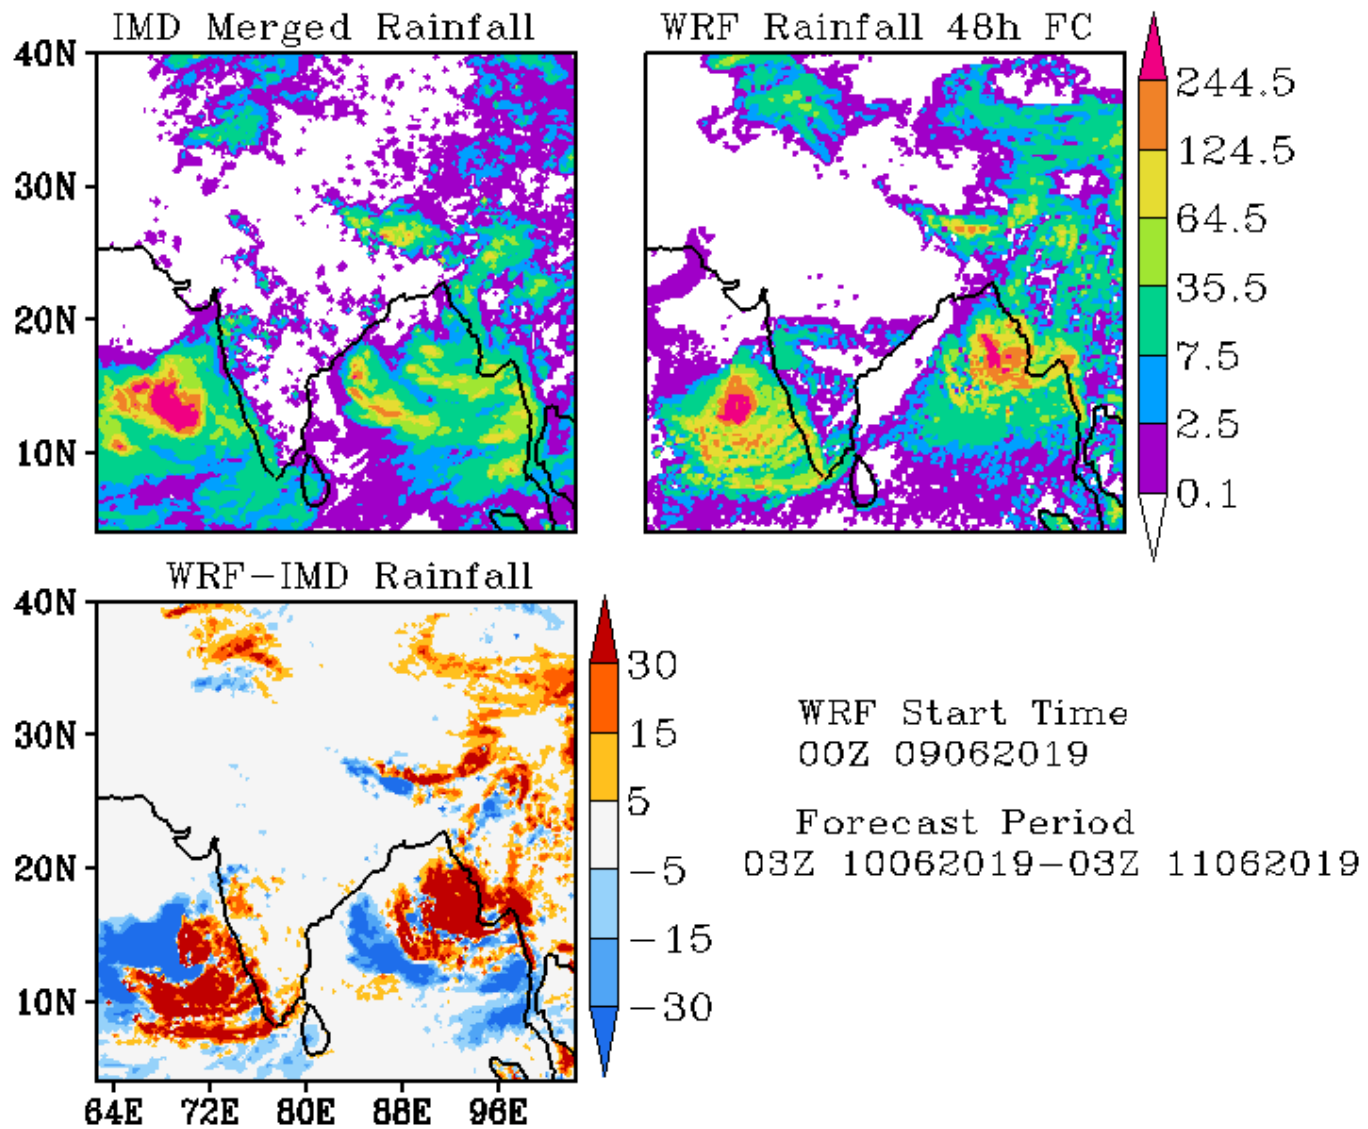 IMD Merged Rainfall
WRF Rainfall 48h FC
40N
30N
20N
10N
244.5
124.5
64.5
35.5
7.5
2.5
0.1
WRF-IMD Rainfall
40N
30N
20N
10N
64E 72E 80E 88E 96E
30
15
5
-5
-15
-30
WRF Start Time
00Z 09062019
Forecast Period
03Z 10062019-03Z 11062019